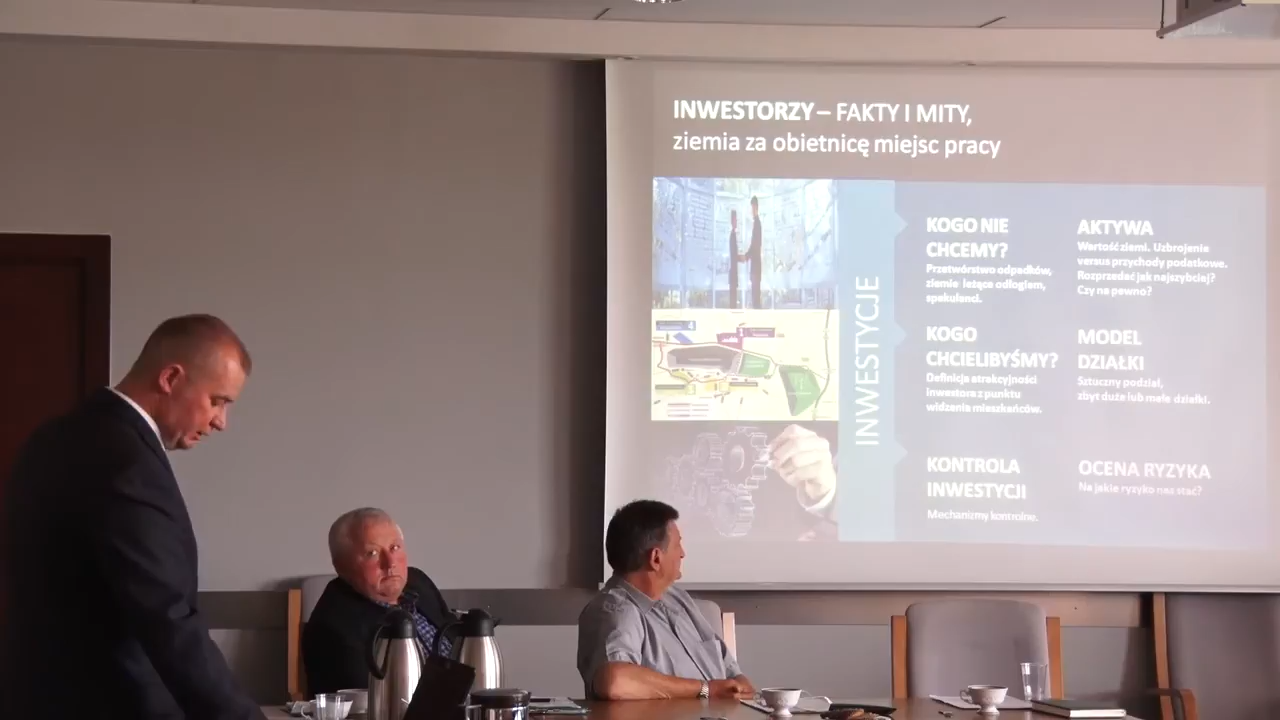 INWESTORZY – FAKTY I MITY,
ziemia za obietnicę miejsc pracy
INWESTYCJE
KOGO NIE
CHCEMY?
Przetwórstwo odpadków,
ziemie leżące odłogiem,
spekulanci.
KOGO
CHCIELIBYŚMY?
Definicja atrakcyjności
inwestora z punktu
widzenia mieszkańców.
KONTROLA
INWESTYCJI
Mechanizmy kontrolne.
AKTYWA
Wartość ziemi. Uzbrojenie
versus przychody podatkowe.
Rozprzedać jak najszybciej?
Czy na pewno?
MODEL
DZIAŁKI
Sztuczny podział,
zbyt duże lub małe działki.
OCENA RYZYKA
Na jakie ryzyko nas stać?